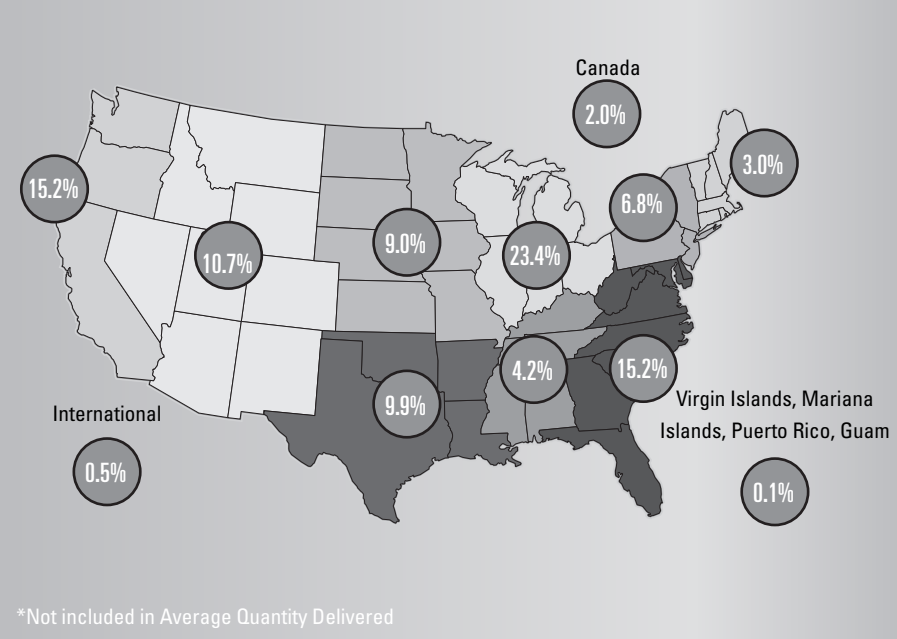 Canada
2.0%
3.0%
15.2%
6.8%
9.0%
10.7%
23.4%
4.2%
15.2%
9.9%
Virgin Islands, Mariana
Islands, Puerto Rico, Guam
0.1%
International
0.5%
*Not included in Average Quantity Delivered